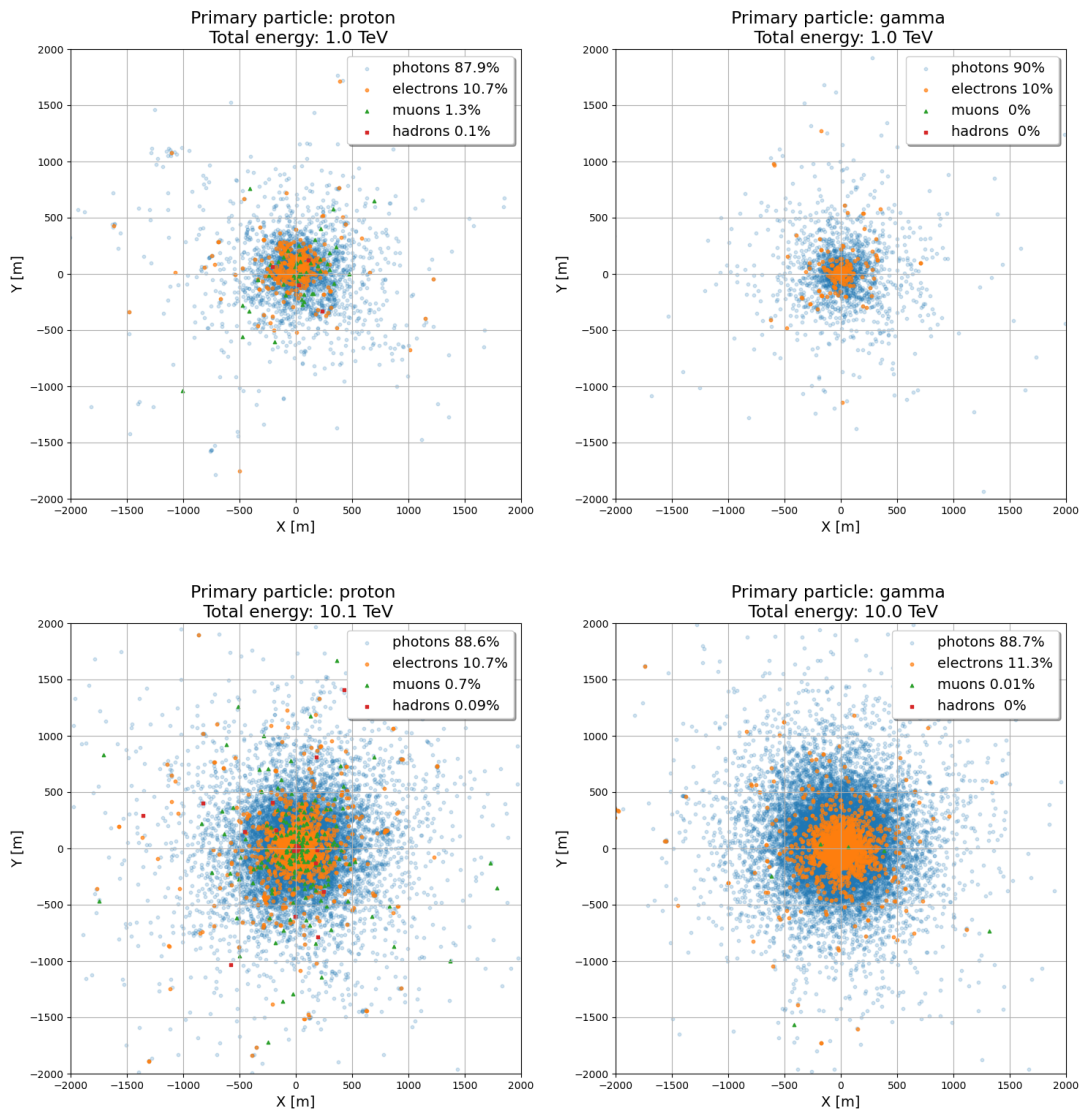 Primary particle: proton
Total energy: 1.0 TeV
photons 87.9%
electrons 10.7%
muons 1.3%
hadrons 0.1%
2000
1500
1000
500
0
−500
−1000
−1500
−2000
Y [m]
−2000 −1500 −1000 −500 0 500 1000 1500 2000
X [m]
Primary particle: gamma
Total energy: 1.0 TeV
photons 90%
electrons 10%
muons 0%
hadrons 0%
2000
1500
1000
500
0
−500
−1000
−1500
−2000
Y [m]
−2000 −1500 −1000 −500 0 500 1000 1500 2000
X [m]
Primary particle: proton
Total energy: 10.1 TeV
photons 88.6%
electrons 10.7%
muons 0.7%
hadrons 0.09%
2000
1500
1000
500
0
−500
−1000
−1500
−2000
Y [m]
−2000 −1500 −1000 −500 0 500 1000 1500 2000
X [m]
Primary particle: gamma
Total energy: 10.0 TeV
photons 88.7%
electrons 11.3%
muons 0.01%
hadrons 0%
2000
1500
1000
500
0
−500
−1000
−1500
−2000
Y [m]
−2000 −1500 −1000 −500 0 500 1000 1500 2000
X [m]